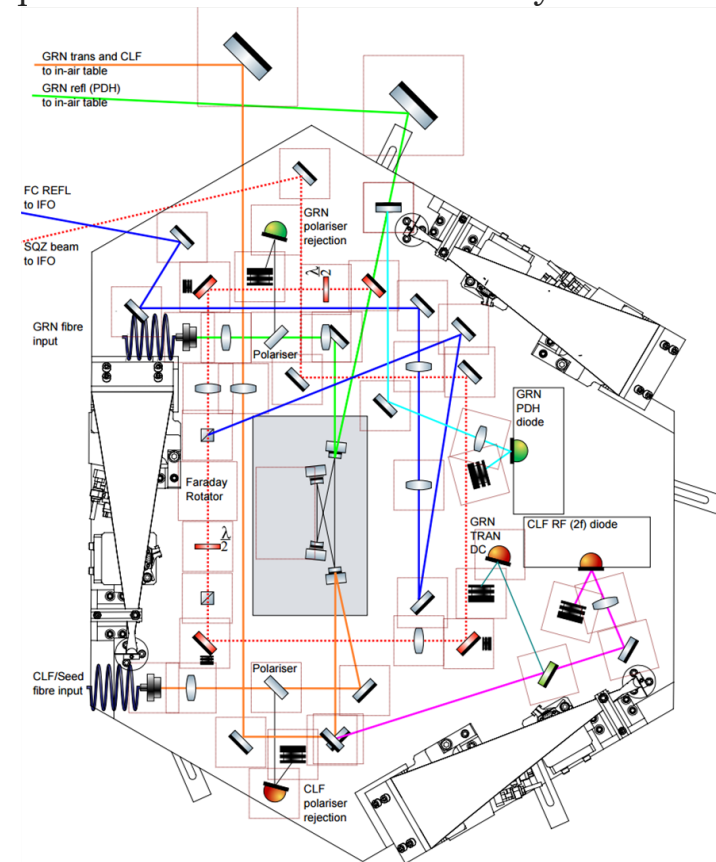 GRN trans and CLF
to in-air table
GRN refl (PDH)
to in-air table
FC REFL
to IFO
SQZ beam
to IFO
GRN
polariser
rejection
λ
2
GRN fibre
input
Polariser
GRN
PDH
diode
Faraday
Rotator
GRN
TRAN
DC
CLF RF (2f) diode
λ
2
CLF/Seed
fibre input
Polariser
CLF
polariser
rejection